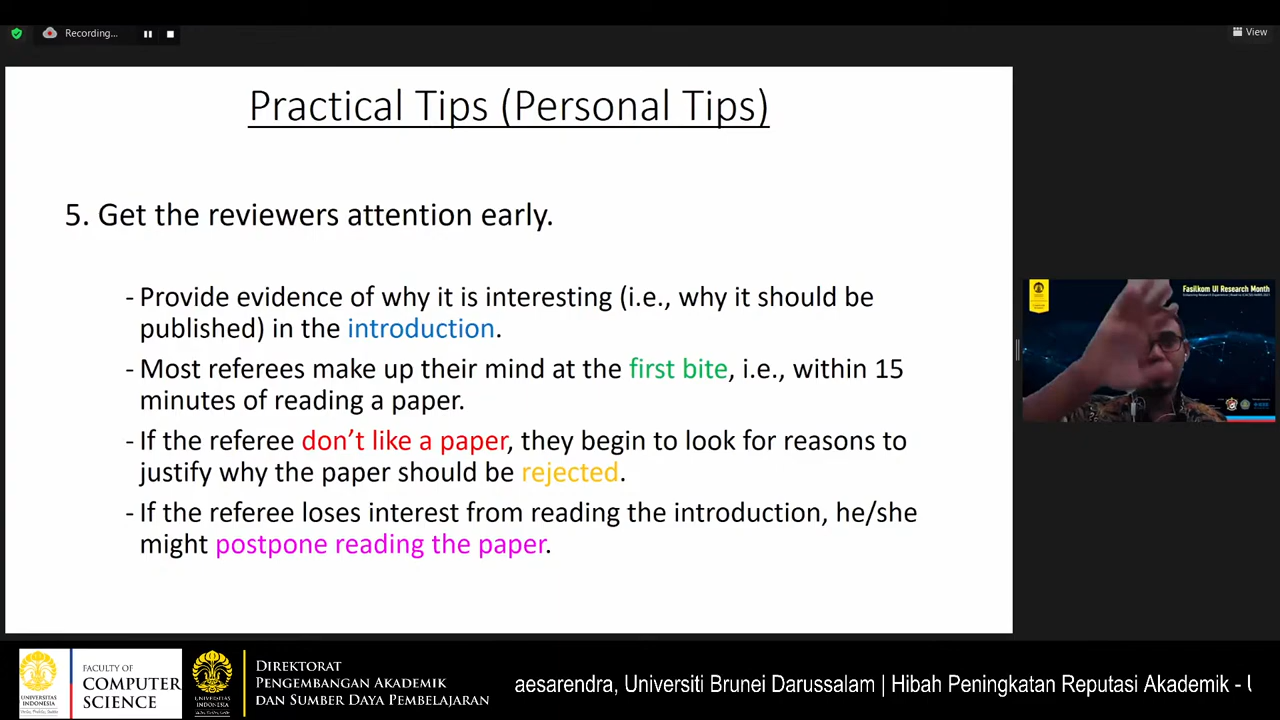 Recording...
View
Practical Tips (Personal Tips)
5. Get the reviewers attention early.
- Provide evidence of why it is interesting (i.e., why it should be
published) in the introduction.
- Most referees make up their mind at the first bite, i.e., within 15
minutes of reading a paper.
- If the referee don’t like a paper, they begin to look for reasons to
justify why the paper should be rejected.
- If the referee loses interest from reading the introduction, he/she
might postpone reading the paper.
Fasilkom UI Research Month
UNIVERSITAS
INDONESIA
FACULTY OF
COMPUTER
SCIENCE
UNIVERSITAS
INDONESIA
DIREKTORAT
PENGEMBANGAN AKADEMIK
DAN SUMBER DAYA PEMBELAJARAN
aesarendra, Universiti Brunei Darussalam | Hibah Peningkatan Reputasi Akademik - U